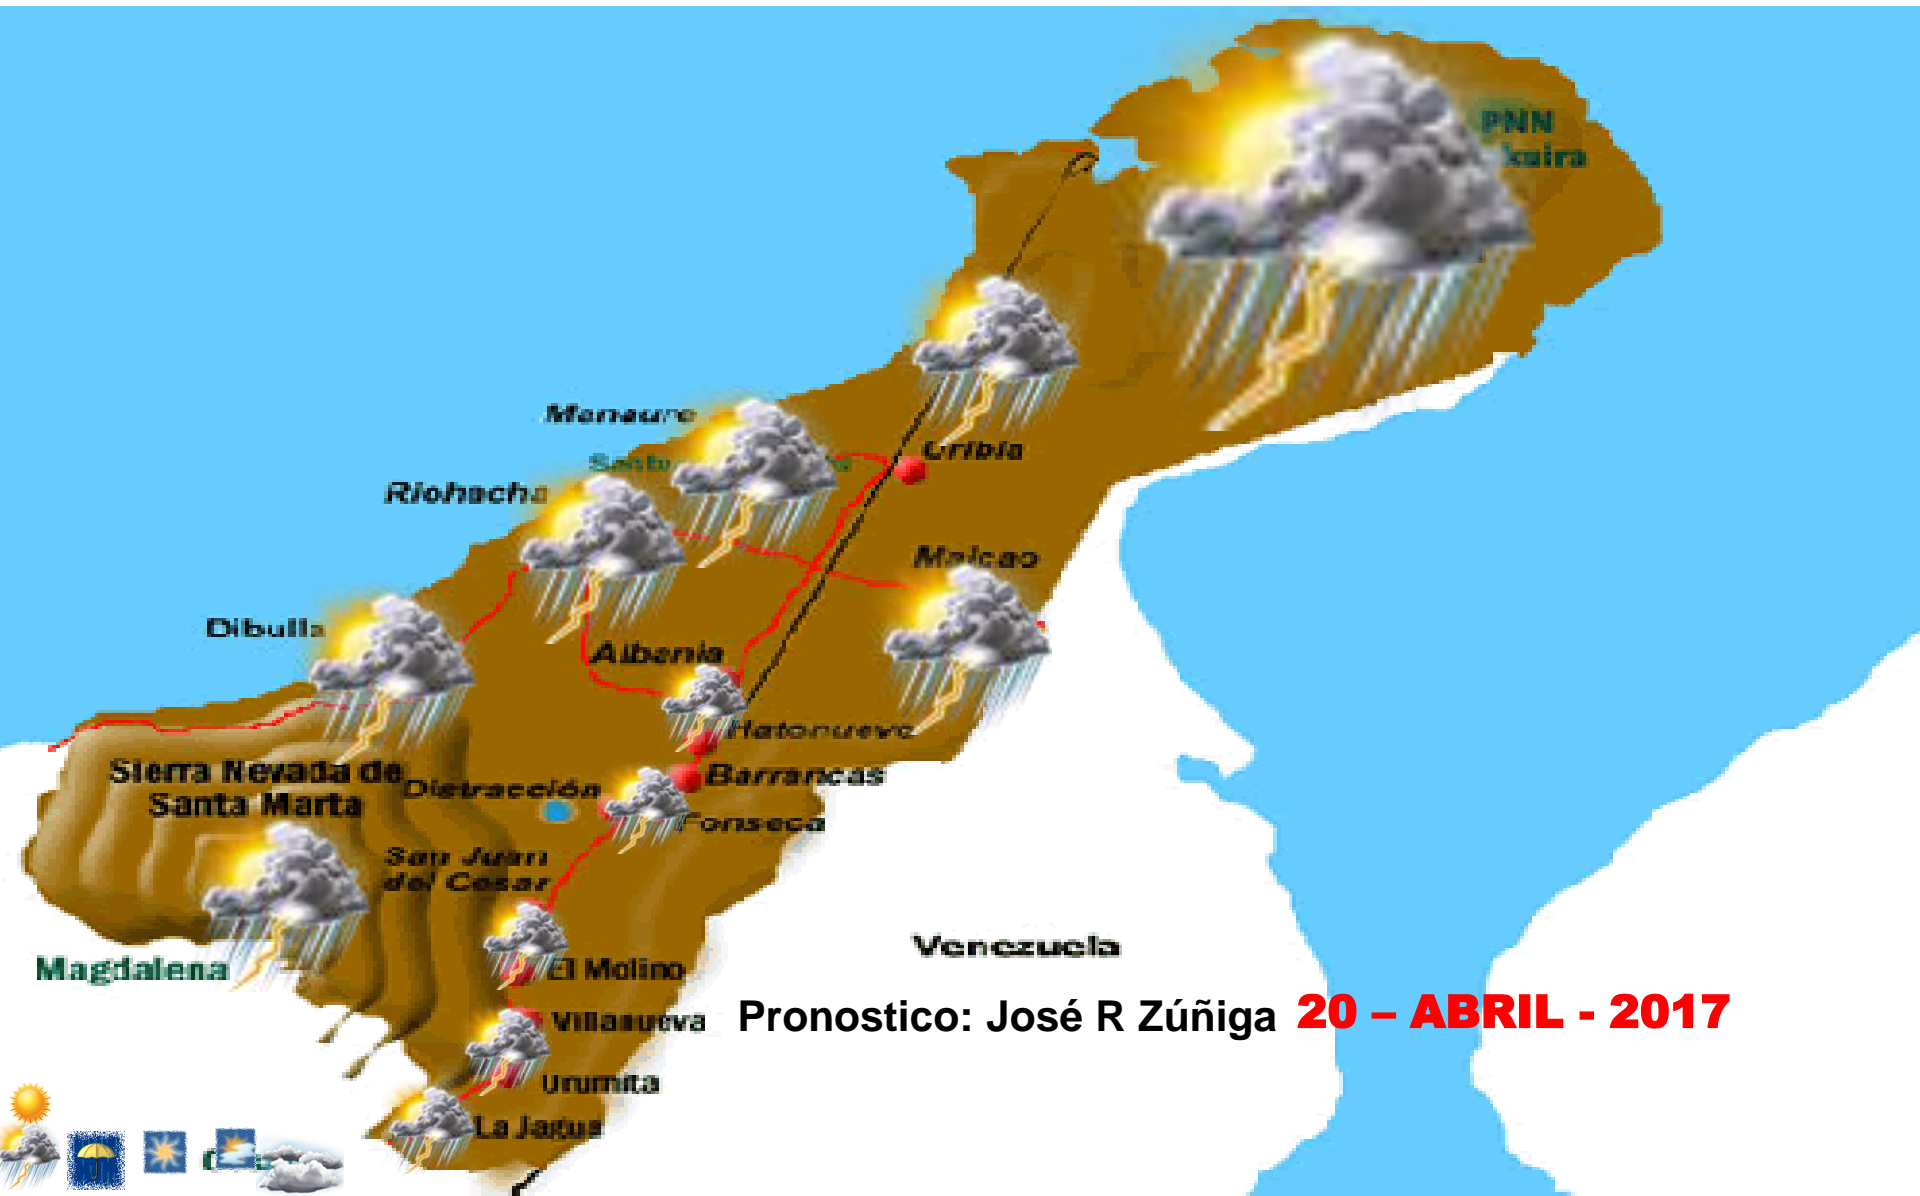 PNN
kuira
Manaure
Uribia
Riohacha
Maicao
Dibulla
Albania
Hatonuevo
Sierra Nevada de
Santa Marta
Distracción
Barrancas
Fonseca
San Juan
del Cesar
Magdalena
El Molino
Venezuela
Villanueva
Pronostico: José R Zúñiga 20 – ABRIL - 2017
Urumita
La Jagua